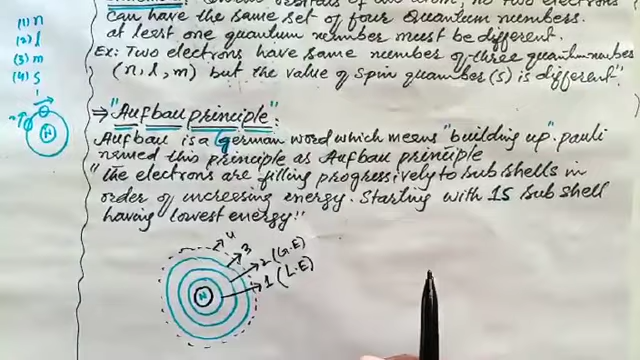 (1) n
(2) l
(3) m
(4) s
N
can have the same set of four Quantum numbers.
at least one quantum number must be different.
Ex: Two electrons have same number of three quantum number
(n, l, m) but the value of spin quamber (s) is different"
⇒ "Aufbau principle":
Aufbau is a German word which means "building up". pauli
named this principle as Aufbau principle
"The electrons are filling progressively to sub shells in
order of increasing energy. Starting with 1S sub shell
having lowest energy!"
4
3
2 (G.E)
1 (L.E)
N